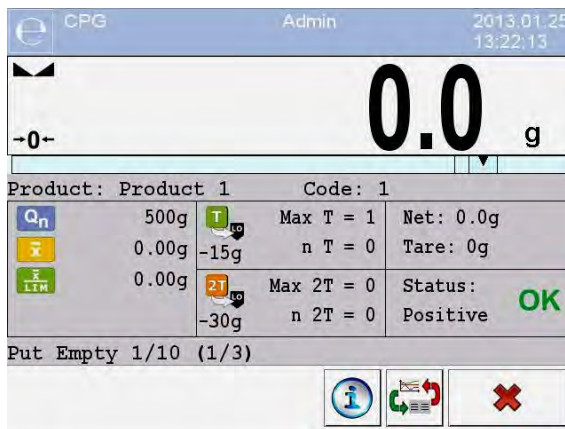 e CPG Admin 2013.01.25
13:22:13
0.0 g
→0←
Product: Product 1 Code: 1
Qn 500g T LO -15g Max T = 1 Net: 0.0g
x̄ 0.00g n T = 0 Tare: 0g
x̄ LIM 0.00g 2T LO -30g Max 2T = 0 Status: OK
n 2T = 0 Positive
Put Empty 1/10 (1/3)
i